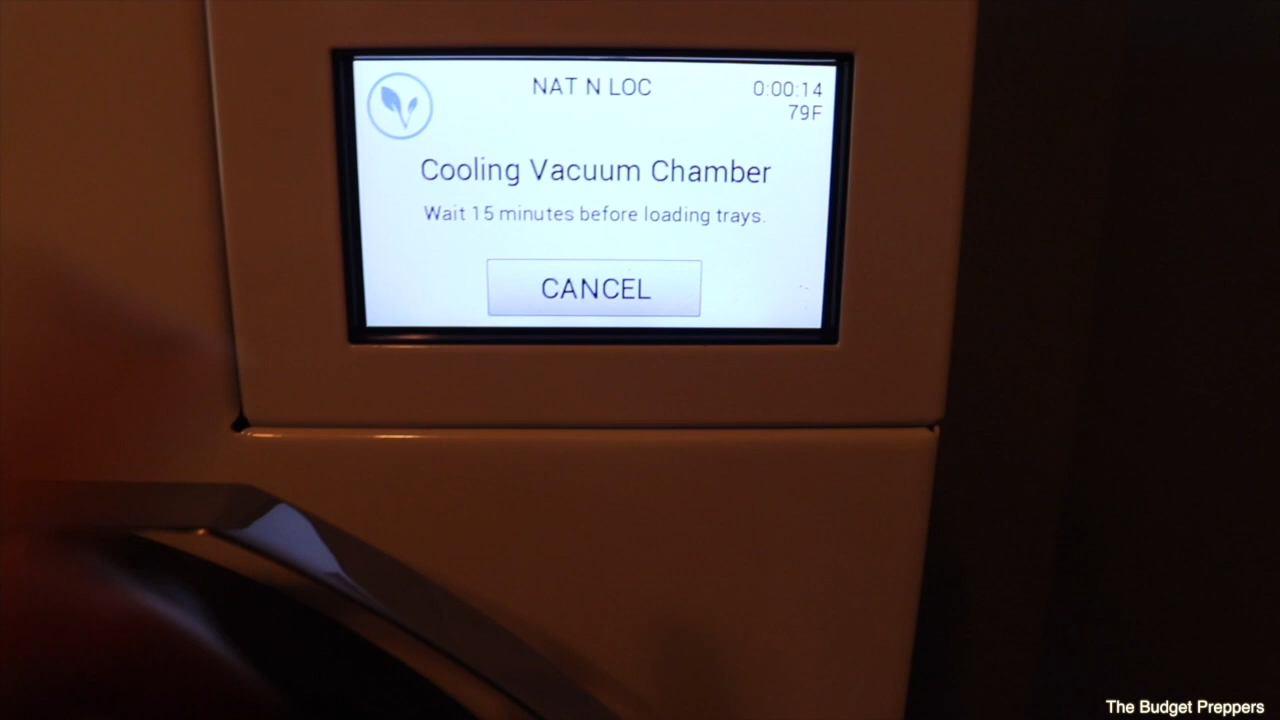 NAT N LOC
0:00:14
79F
Cooling Vacuum Chamber
Wait 15 minutes before loading trays.
CANCEL
The Budget Preppers